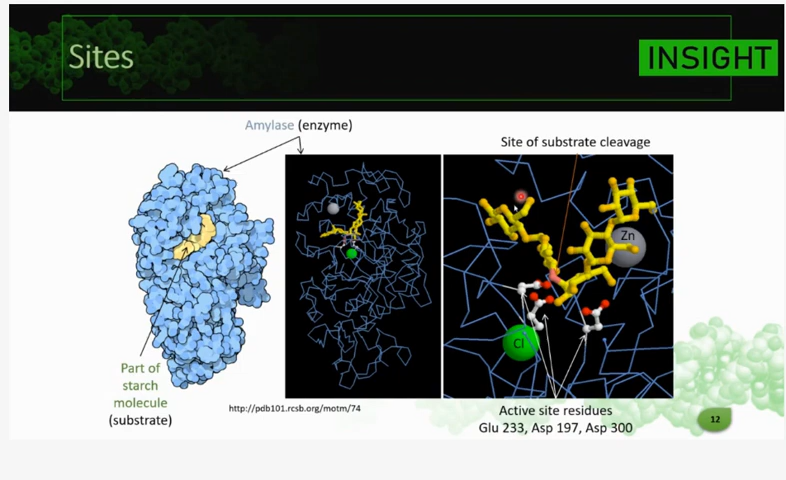 Sites
INSIGHT
Amylase (enzyme)
Site of substrate cleavage
Zn
Cl
Part of
starch
molecule
(substrate)
http://pdb101.rcsb.org/motm/74
Active site residues
Glu 233, Asp 197, Asp 300
12